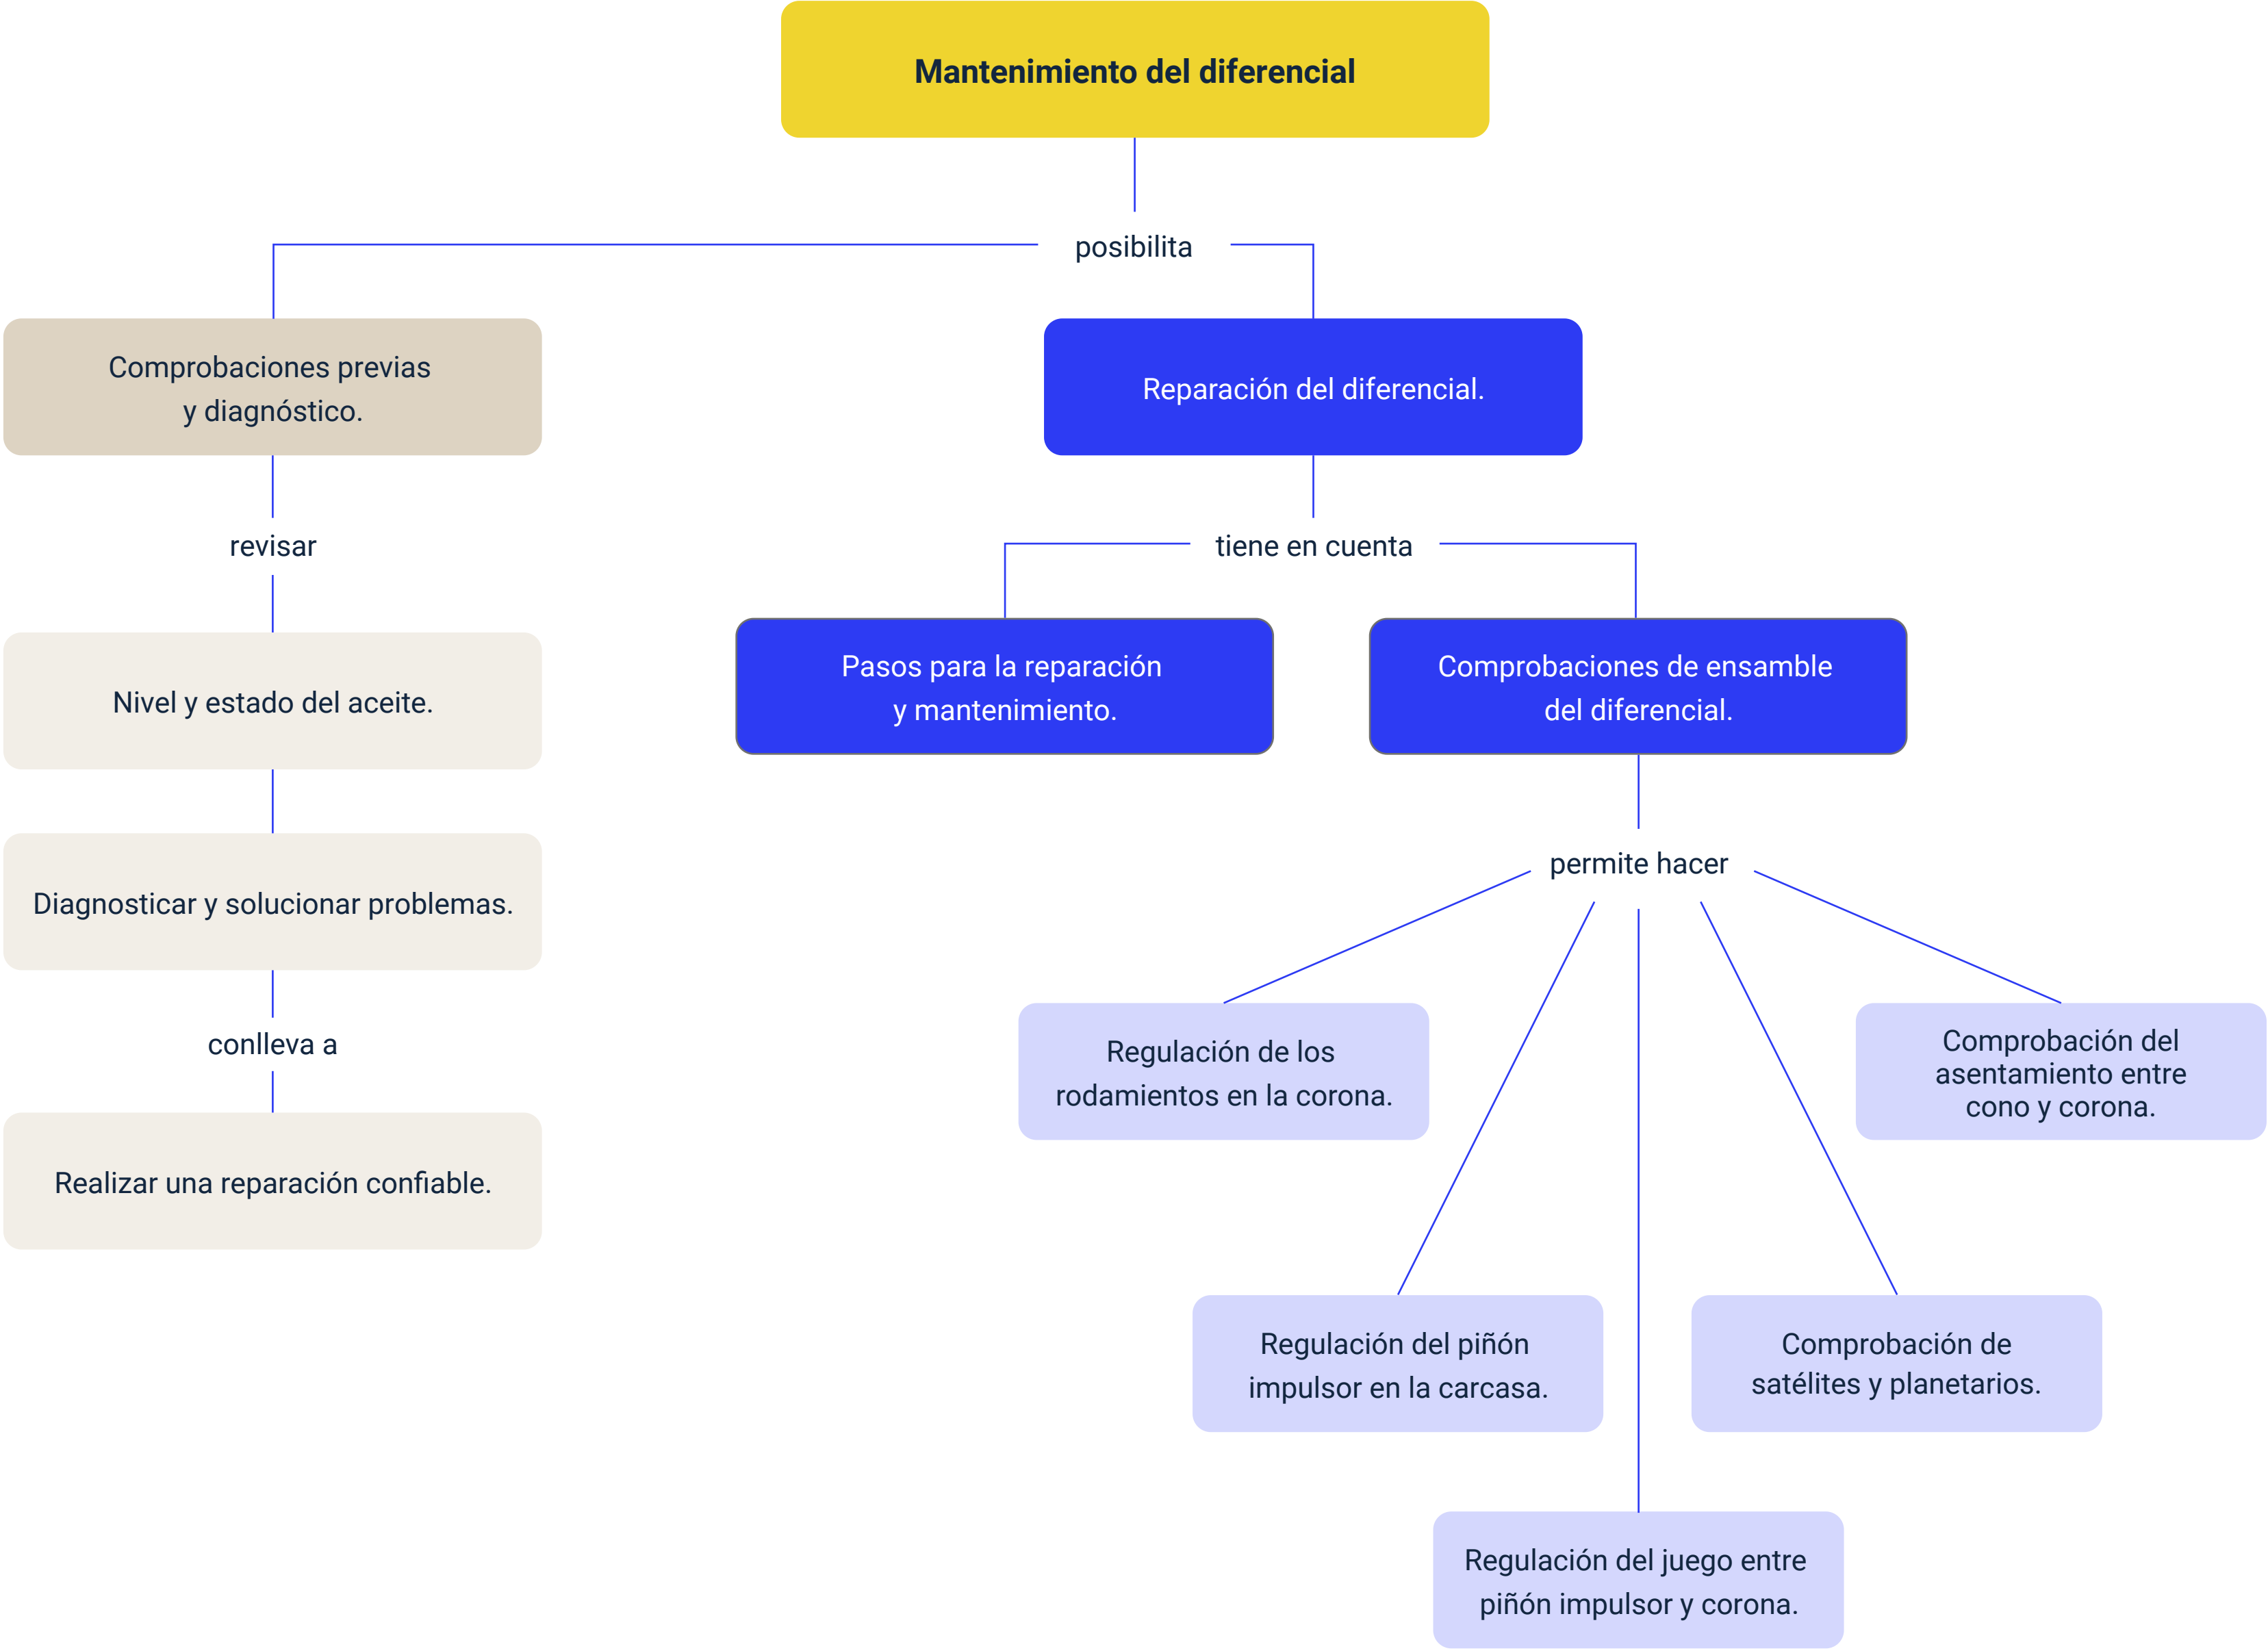 Mantenimiento del diferencial
posibilita
Comprobaciones previas
y diagnóstico.
Reparación del diferencial.
revisar
tiene en cuenta
Nivel y estado del aceite.
Pasos para la reparación
y mantenimiento.
Comprobaciones de ensamble
del diferencial.
Diagnosticar y solucionar problemas.
permite hacer
conlleva a
Realizar una reparación confiable.
Regulación de los
rodamientos en la corona.
Comprobación del
asentamiento entre
cono y corona.
Regulación del piñón
impulsor en la carcasa.
Comprobación de
satélites y planetarios.
Regulación del juego entre
piñón impulsor y corona.